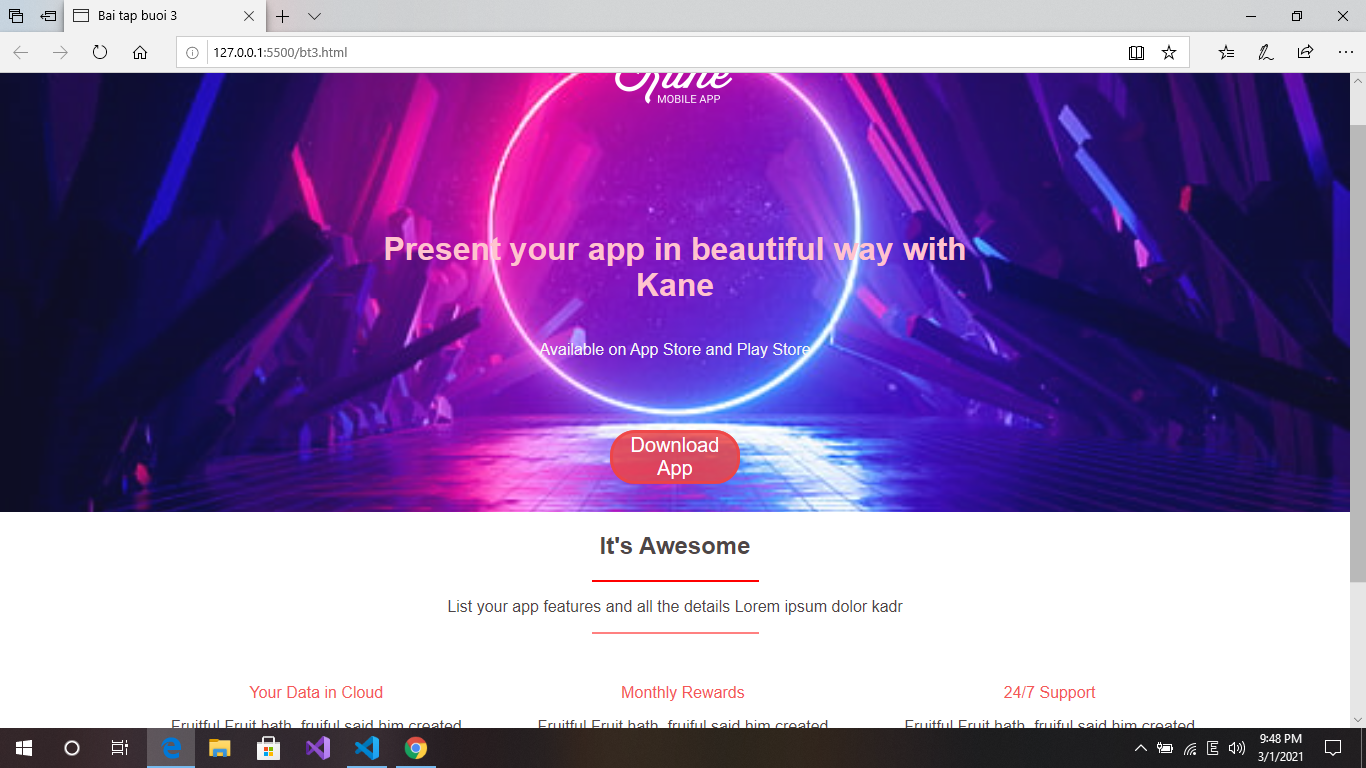 Bai tap buoi 3
127.0.0.1:5500/bt3.html
Kane
MOBILE APP
Present your app in beautiful way with
Kane
Available on App Store and Play Store
Download
App
It's Awesome
List your app features and all the details Lorem ipsum dolor kadr
Your Data in Cloud
Monthly Rewards
24/7 Support
Fruitful Fruit hath, fruiful said him created
Fruitful Fruit hath, fruiful said him created
Fruitful Fruit hath, fruiful said him created
9:48 PM
3/1/2021